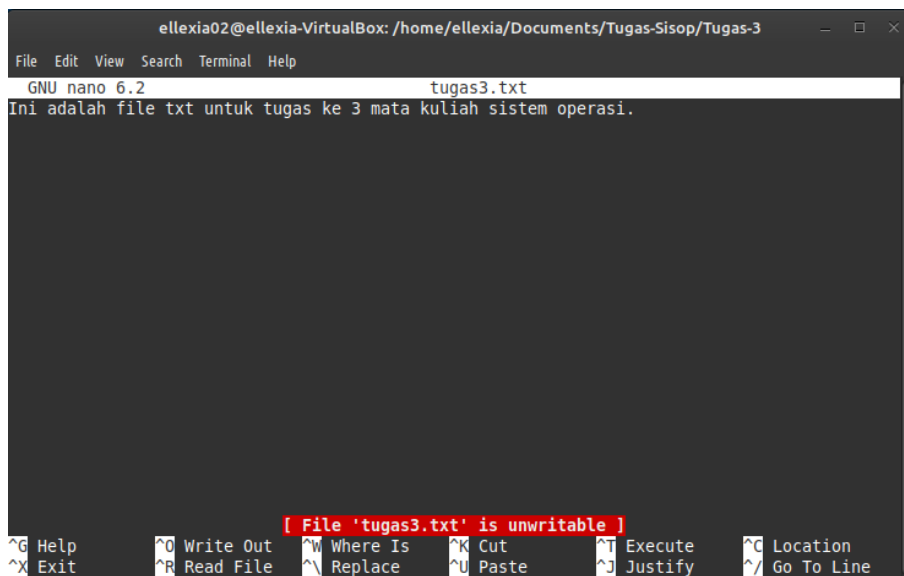 ellexia02@ellexia-VirtualBox: /home/ellexia/Documents/Tugas-Sisop/Tugas-3
File Edit View Search Terminal Help
GNU nano 6.2 tugas3.txt
Ini adalah file txt untuk tugas ke 3 mata kuliah sistem operasi.
[ File 'tugas3.txt' is unwritable ]
^G Help ^O Write Out ^W Where Is ^K Cut ^T Execute ^C Location
^X Exit ^R Read File ^\ Replace ^U Paste ^J Justify ^/ Go To Line